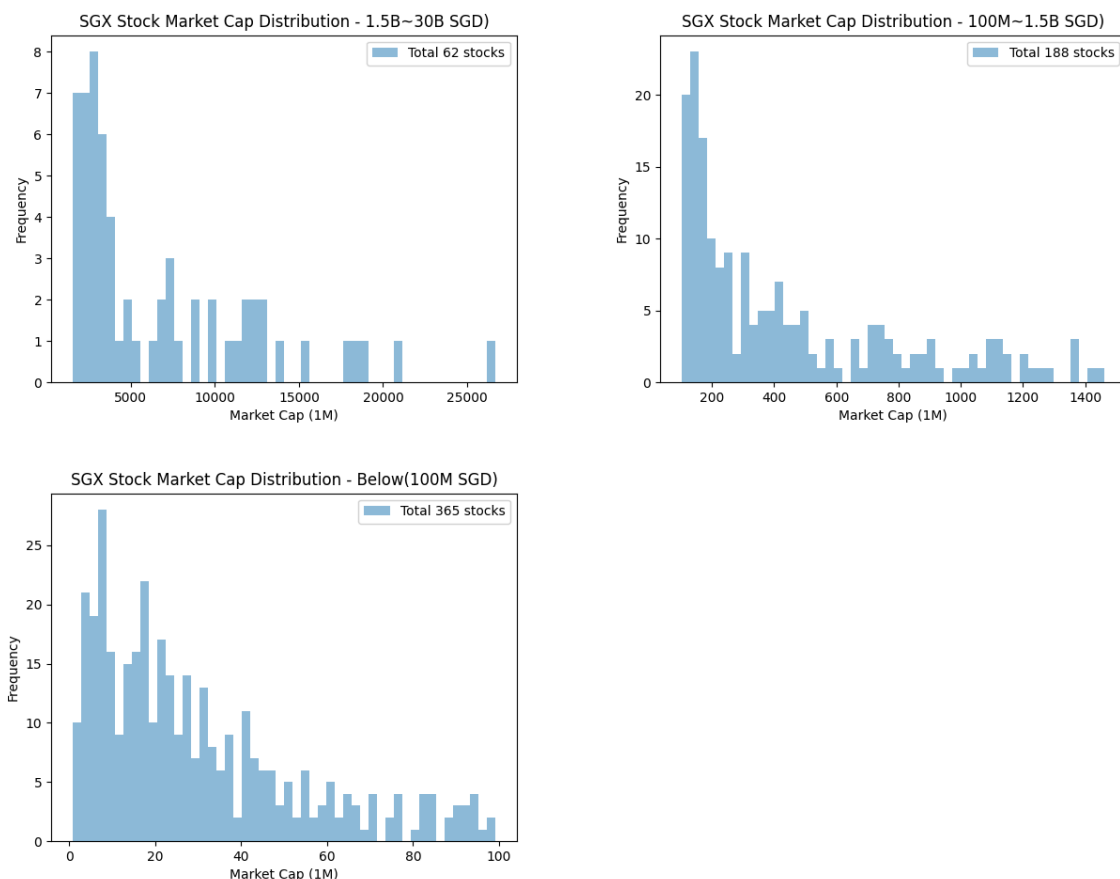 SGX Stock Market Cap Distribution - 1.5B~30B SGD)
Total 62 stocks
8
7
6
5
4
3
2
1
0
Frequency
5000 10000 15000 20000 25000
Market Cap (1M)
SGX Stock Market Cap Distribution - 100M~1.5B SGD)
Total 188 stocks
20
15
10
5
0
Frequency
200 400 600 800 1000 1200 1400
Market Cap (1M)
SGX Stock Market Cap Distribution - Below(100M SGD)
Total 365 stocks
25
20
15
10
5
0
Frequency
0 20 40 60 80 100
Market Cap (1M)